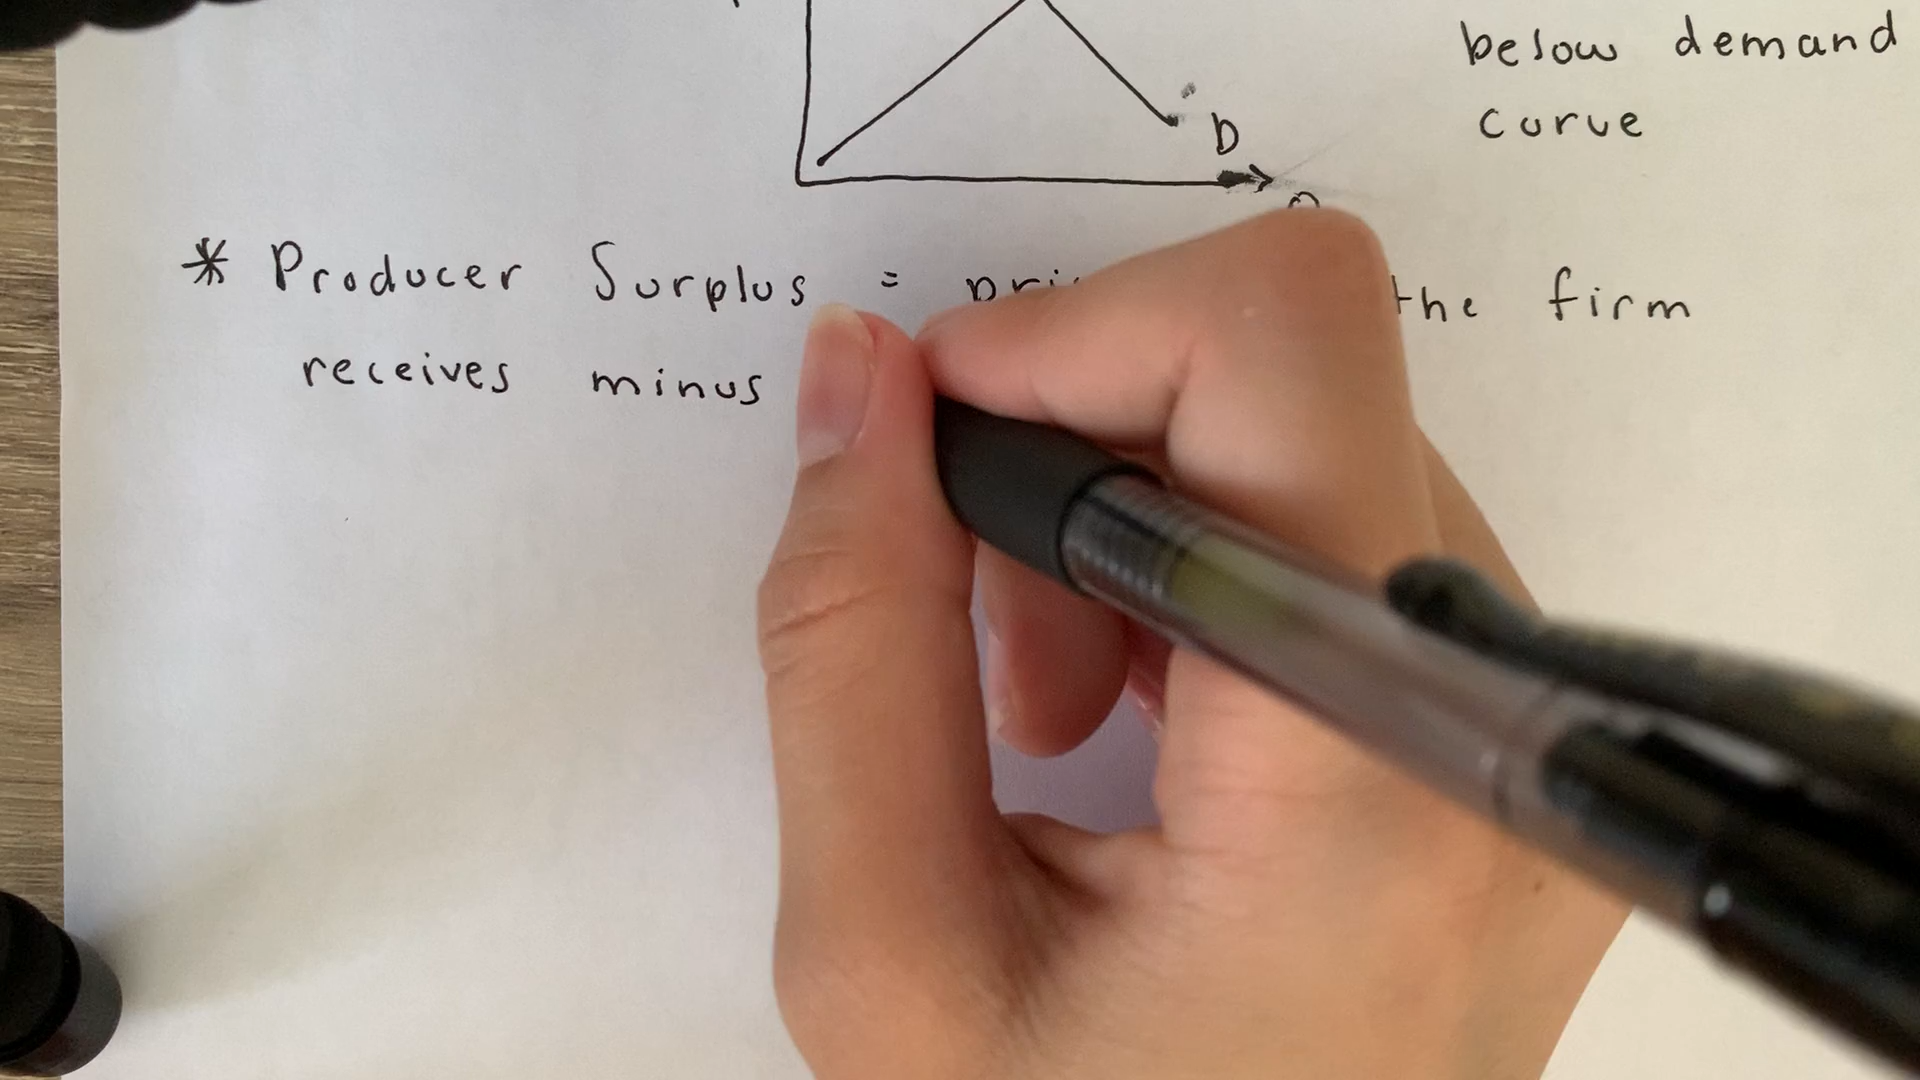 below demand
curve
D
* Producer Surplus = the firm
receives minus